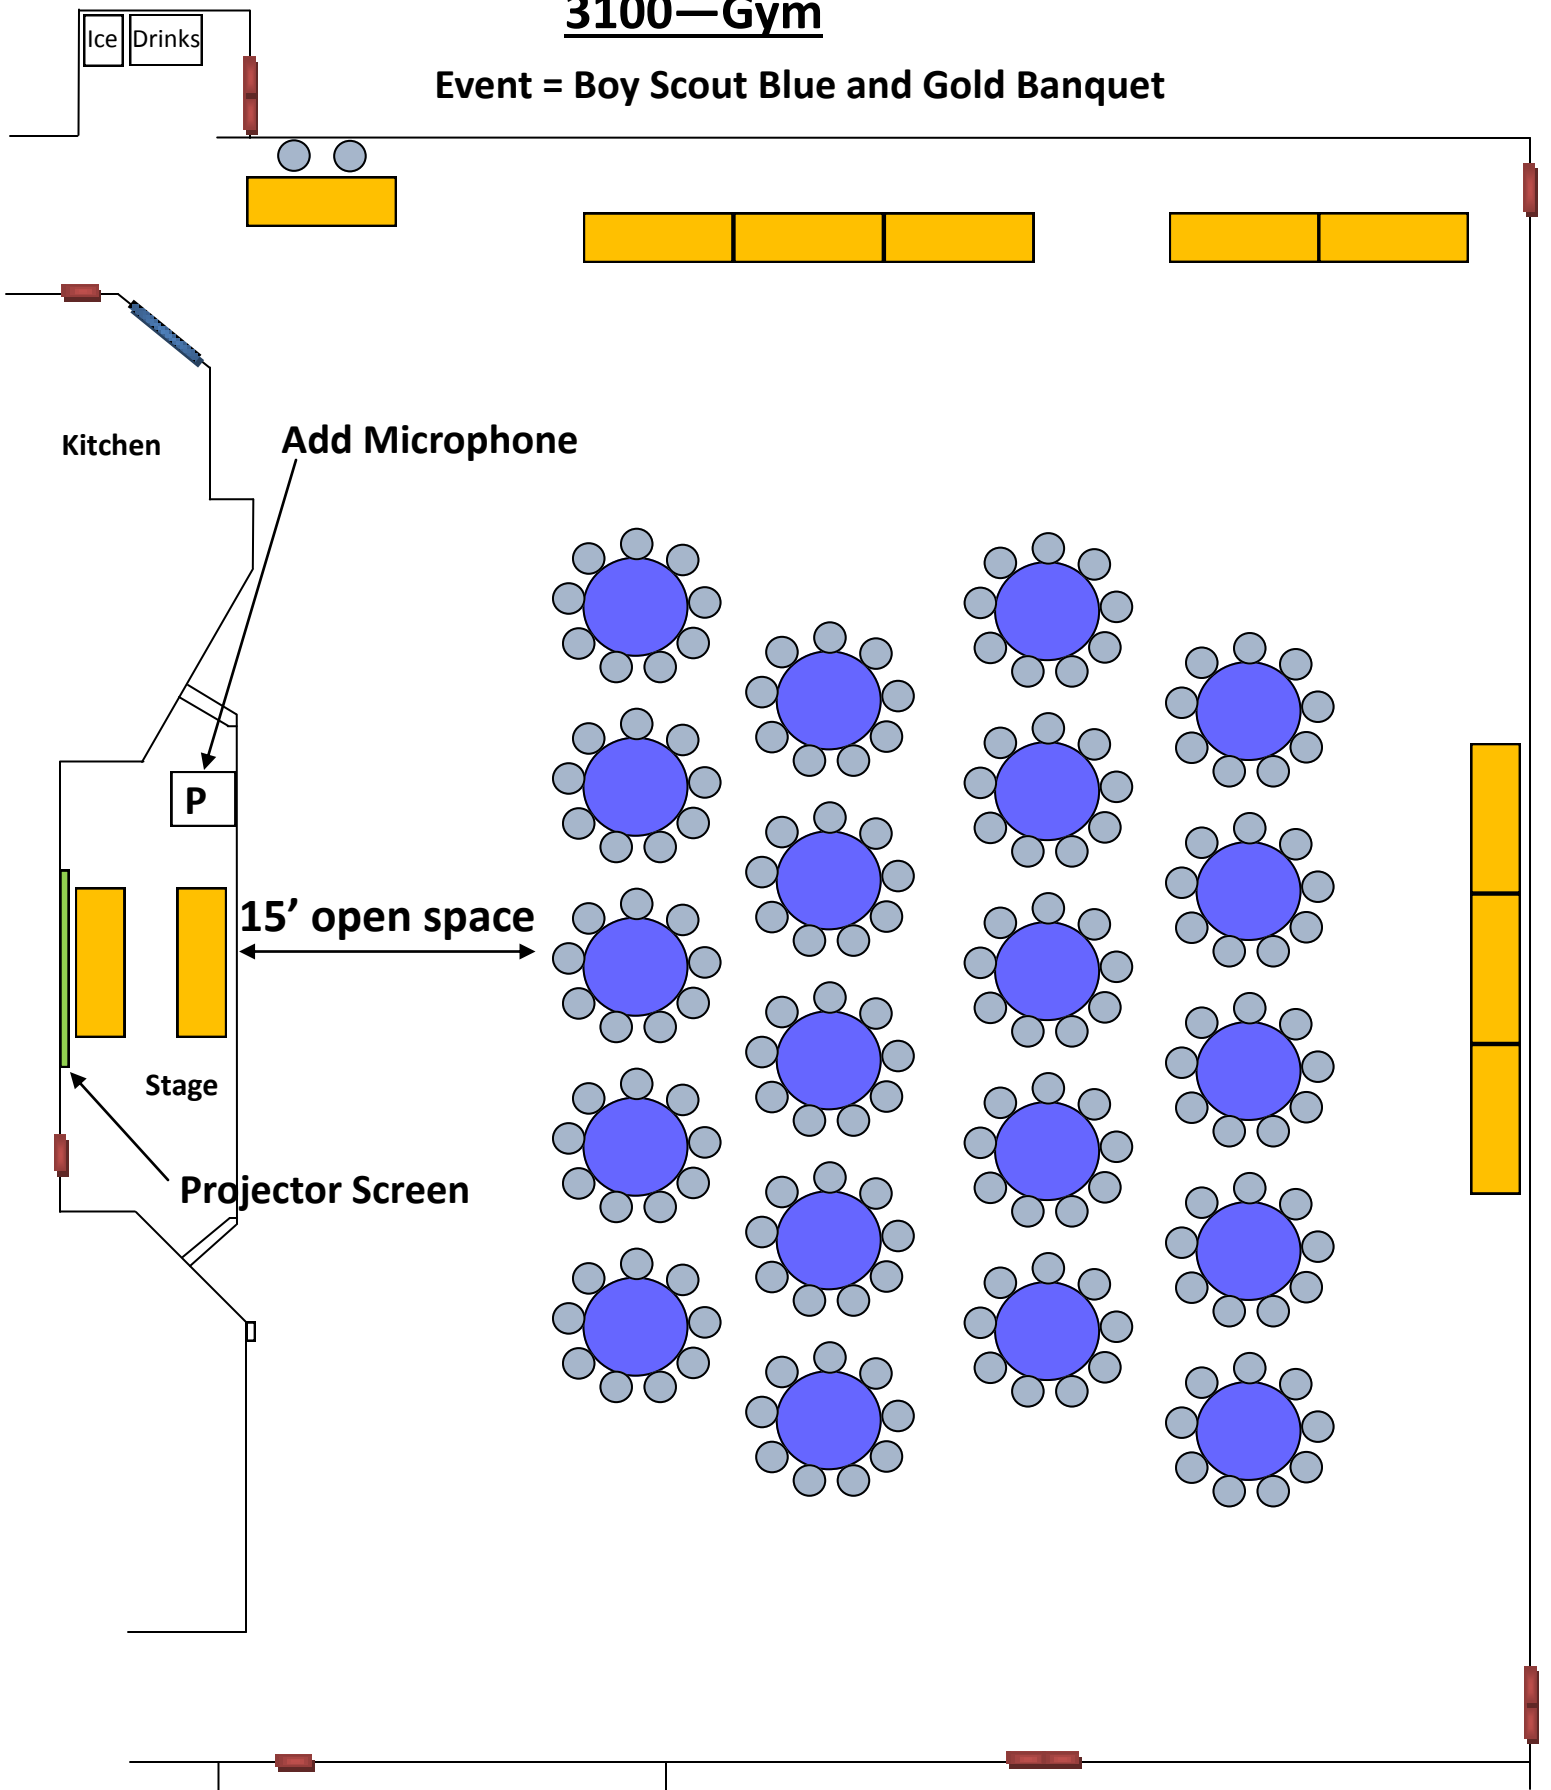 3100—Gym
Ice
Drinks
Event = Boy Scout Blue and Gold Banquet
Kitchen
Add Microphone
P
15’ open space
Stage
Projector Screen